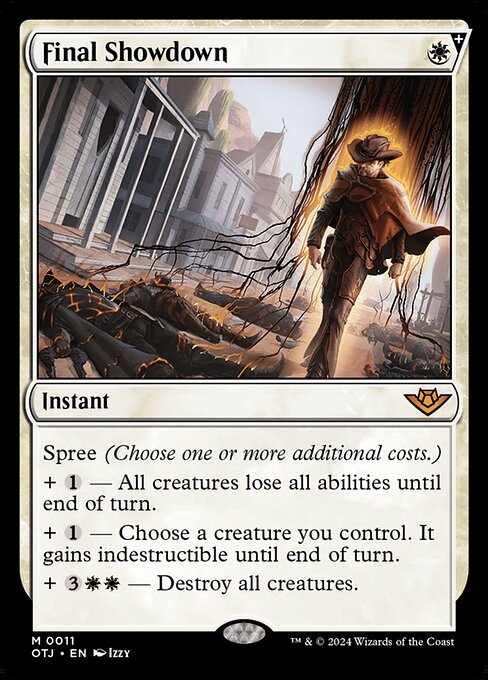 Final Showdown
Instant
Spree (Choose one or more additional costs.)
+ 1 — All creatures lose all abilities until
end of turn.
+ 1 — Choose a creature you control. It
gains indestructible until end of turn.
+ 3 — Destroy all creatures.
M 0011
OTJ • EN Izzy
™ & © 2024 Wizards of the Coast